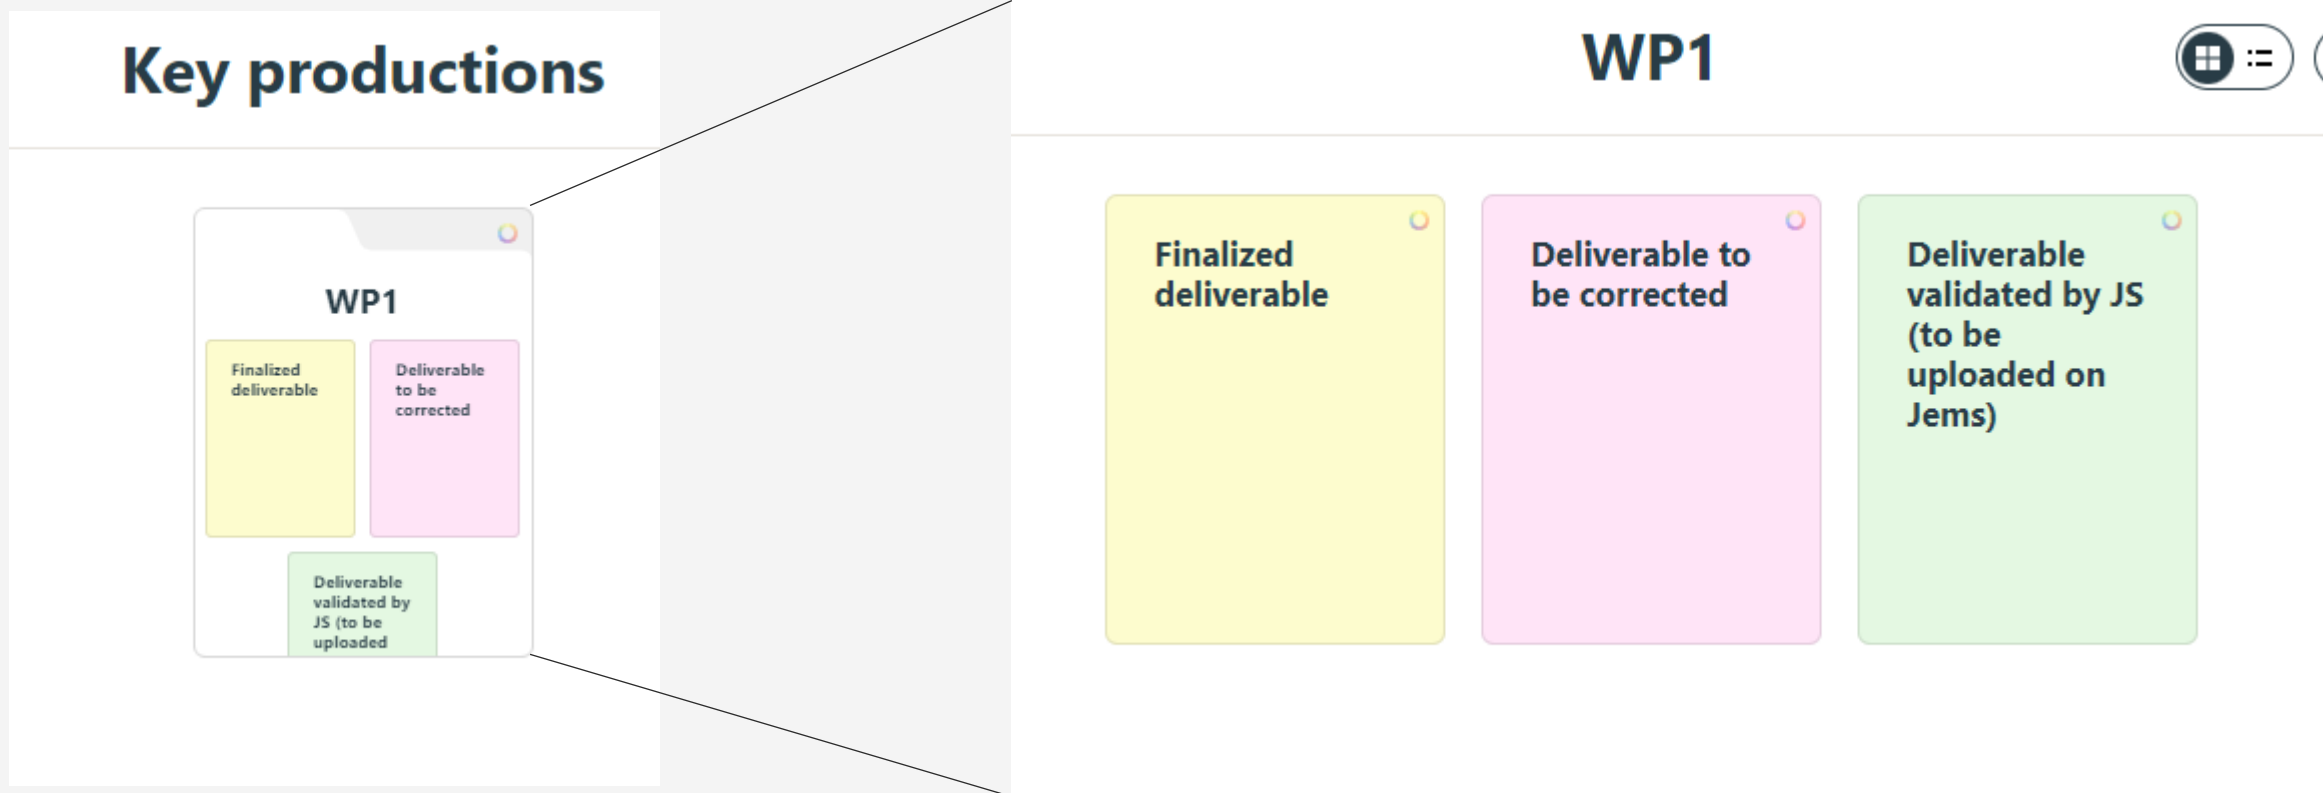 Key productions
WP1
Finalized
deliverable
Deliverable
to be
corrected
Deliverable
validated by
JS (to be
uploaded
WP1
Finalized
deliverable
Deliverable to
be corrected
Deliverable
validated by JS
(to be
uploaded on
Jems)